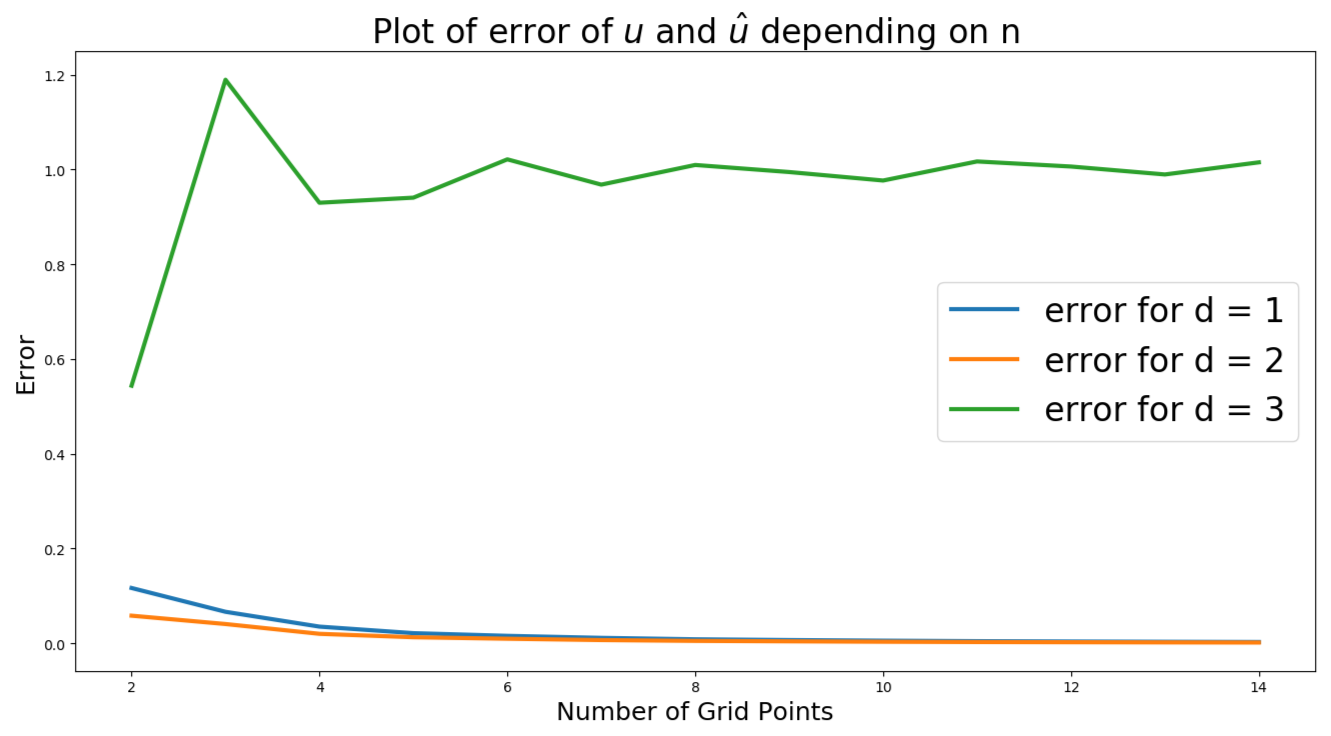 Plot of error of u and û depending on n
1.2
1.0
0.8
0.6
0.4
0.2
0.0
Error
error for d = 1
error for d = 2
error for d = 3
2 4 6 8 10 12 14
Number of Grid Points